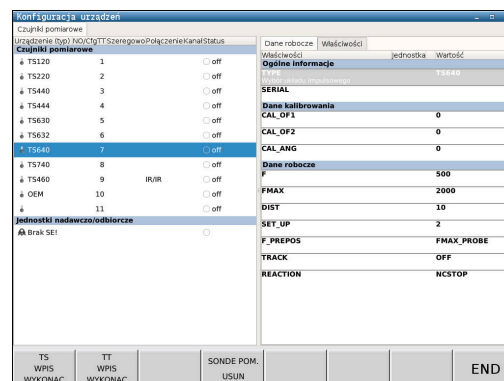 Konfiguracja urządzeń
Czujniki pomiarowe
Urządzenie (typ) NO/CfgTT Szeregowo Połączenie Kanał Status
Czujniki pomiarowe
TS120 1 off
TS220 2 off
TS440 3 off
TS444 4 off
TS630 5 off
TS632 6 off
TS640 7 off
TS740 8 off
TS460 9 IR/IR off
OEM 10 off
11 off
Jednostki nadawczo/odbiorcze
Brak SE!
Dane robocze Właściwości
Właściwości Jednostka Wartość
Ogólne informacje
TYPE TS640
Wybór układu impulsowego
SERIAL
Dane kalibrowania
CAL_OF1 0
CAL_OF2 0
CAL_ANG 0
Dane robocze
F 500
FMAX 2000
DIST 10
SET_UP 2
F_PREPOS FMAX_PROBE
TRACK OFF
REACTION NCSTOP
TS WPIS WYKONAC
TT WPIS WYKONAC
SONDE POM. USUN
END